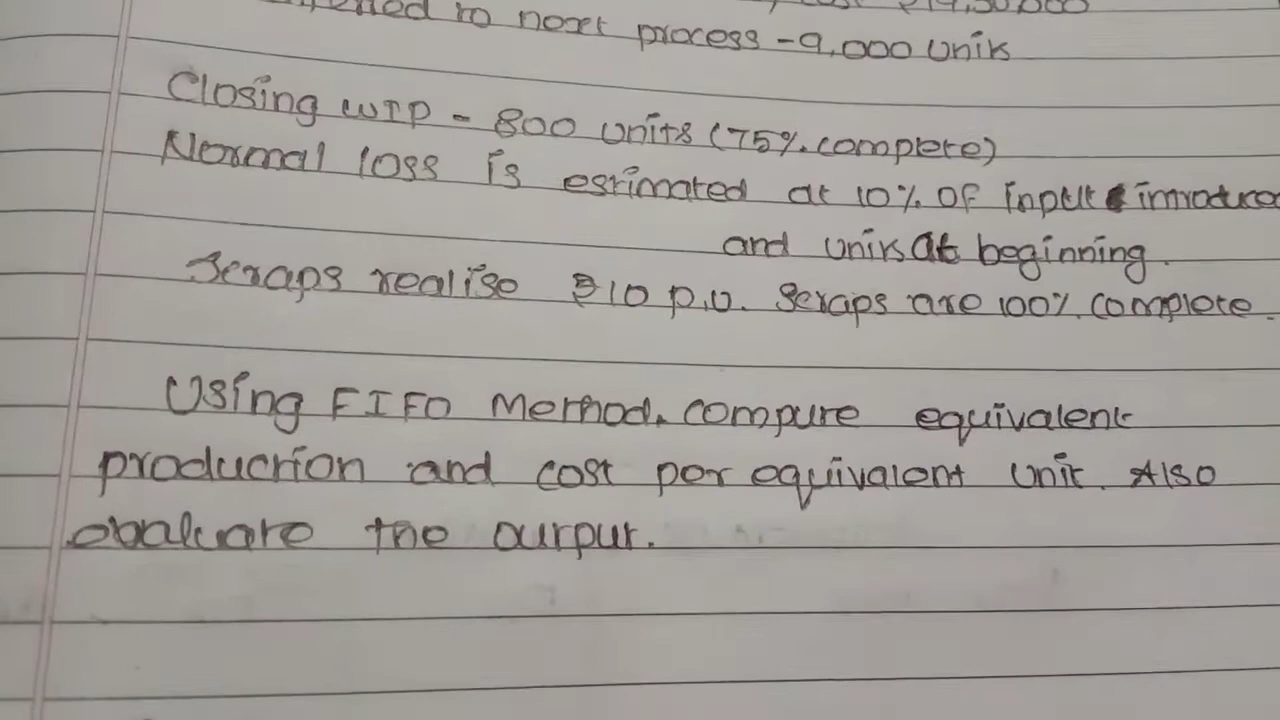 to next process - 9,000 units
Closing WIP - 800 units (75% complete)
Normal loss is estimated at 10% of input
and units at beginning.
Scraps realise ₹10 p.u. Scraps are 100% complete.
Using FIFO Method, compute equivalent
production and cost per equivalent unit. Also
evaluate the output.